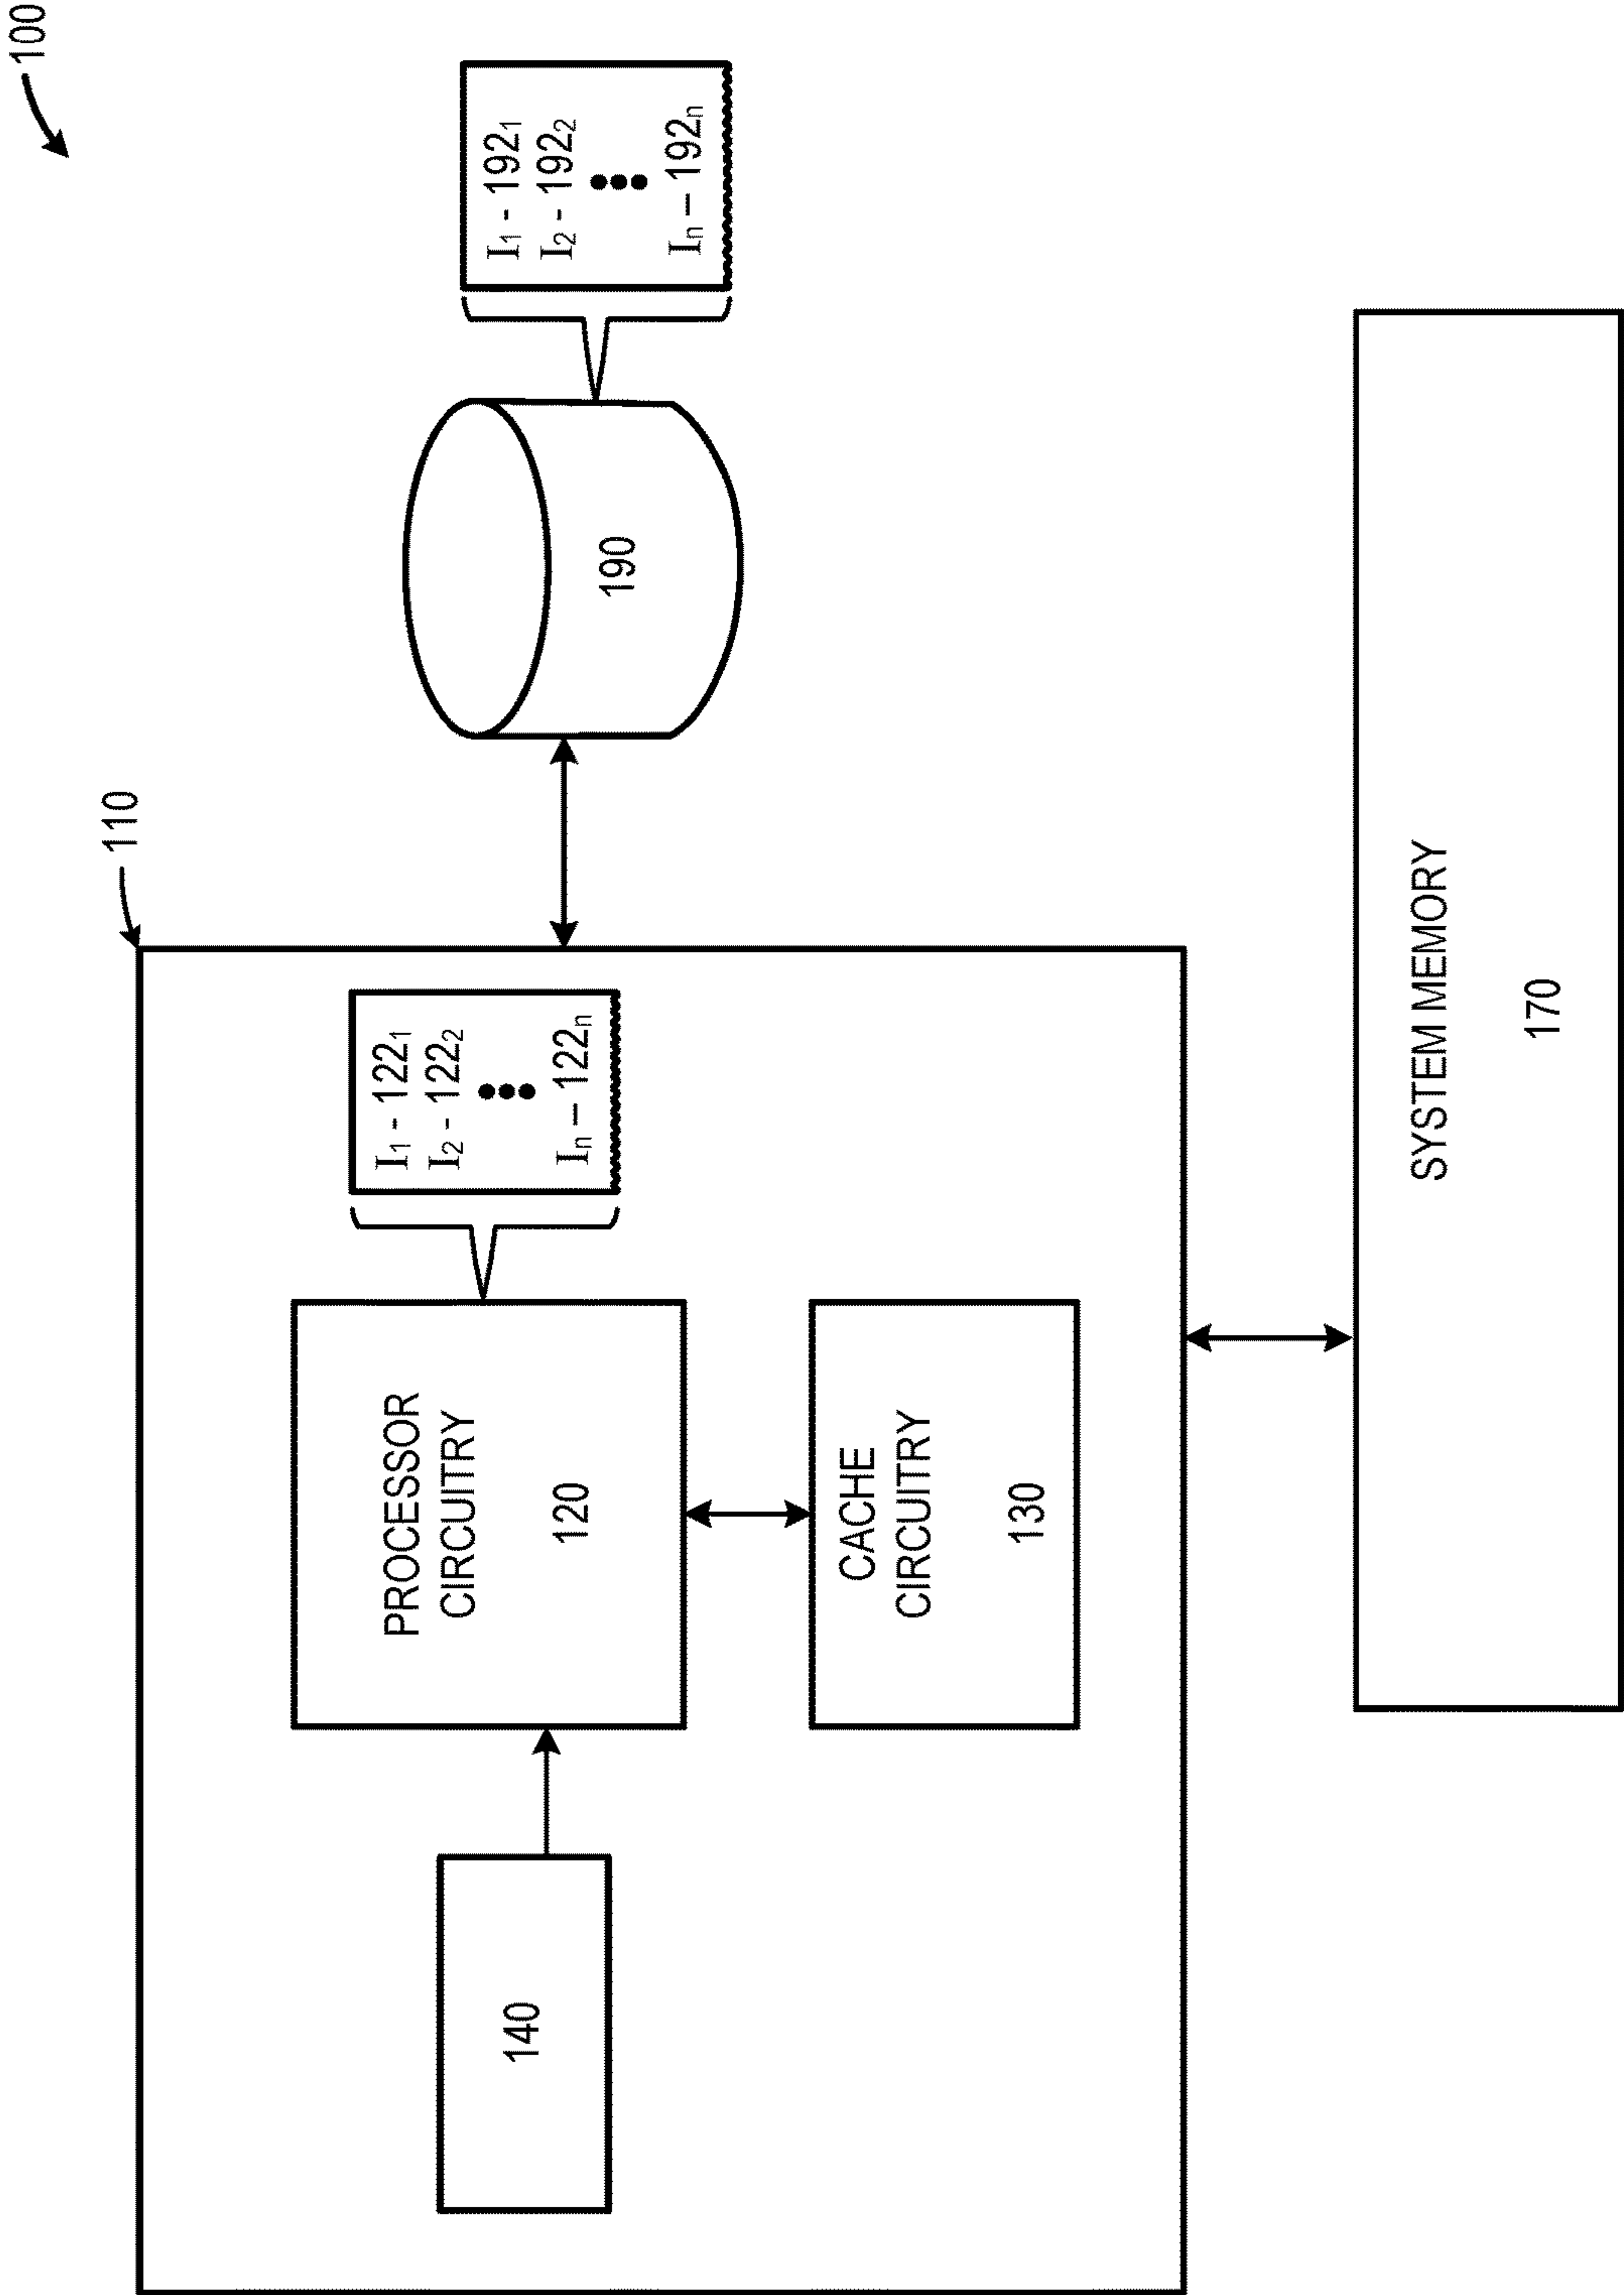 100
110
I₁ - 122₁
I₂ - 122₂
•••
Iₙ – 122ₙ
I₁ - 192₁
I₂ - 192₂
•••
Iₙ – 192ₙ
140
PROCESSOR
CIRCUITRY
120
190
CACHE
CIRCUITRY
130
SYSTEM MEMORY
170